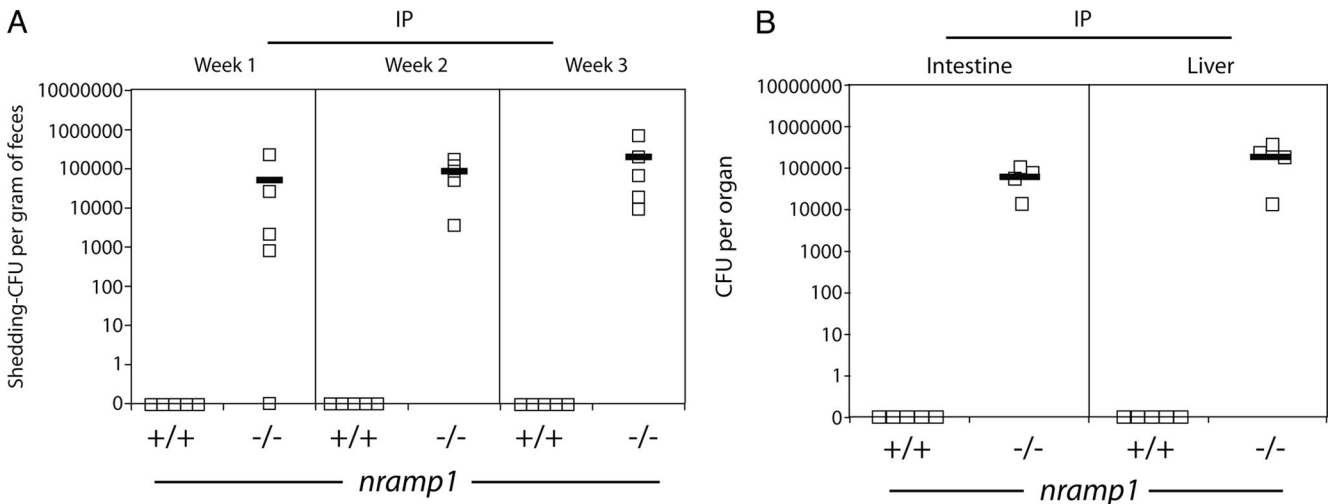 A
IP
Week 1 Week 2 Week 3
Shedding-CFU per gram of feces
10000000
1000000
100000
10000
1000
100
10
1
0
+/+ -/- +/+ -/- +/+ -/-
nramp1
B
IP
Intestine Liver
CFU per organ
10000000
1000000
100000
10000
1000
100
10
1
0
+/+ -/- +/+ -/-
nramp1